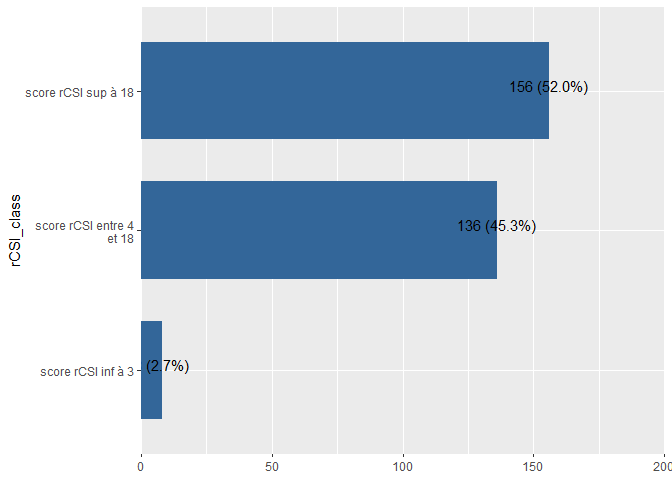 score rCSI sup à 18
156 (52.0%)
rCSI_class
score rCSI entre 4
et 18
136 (45.3%)
score rCSI inf à 3
(2.7%)
0
50
100
150
200